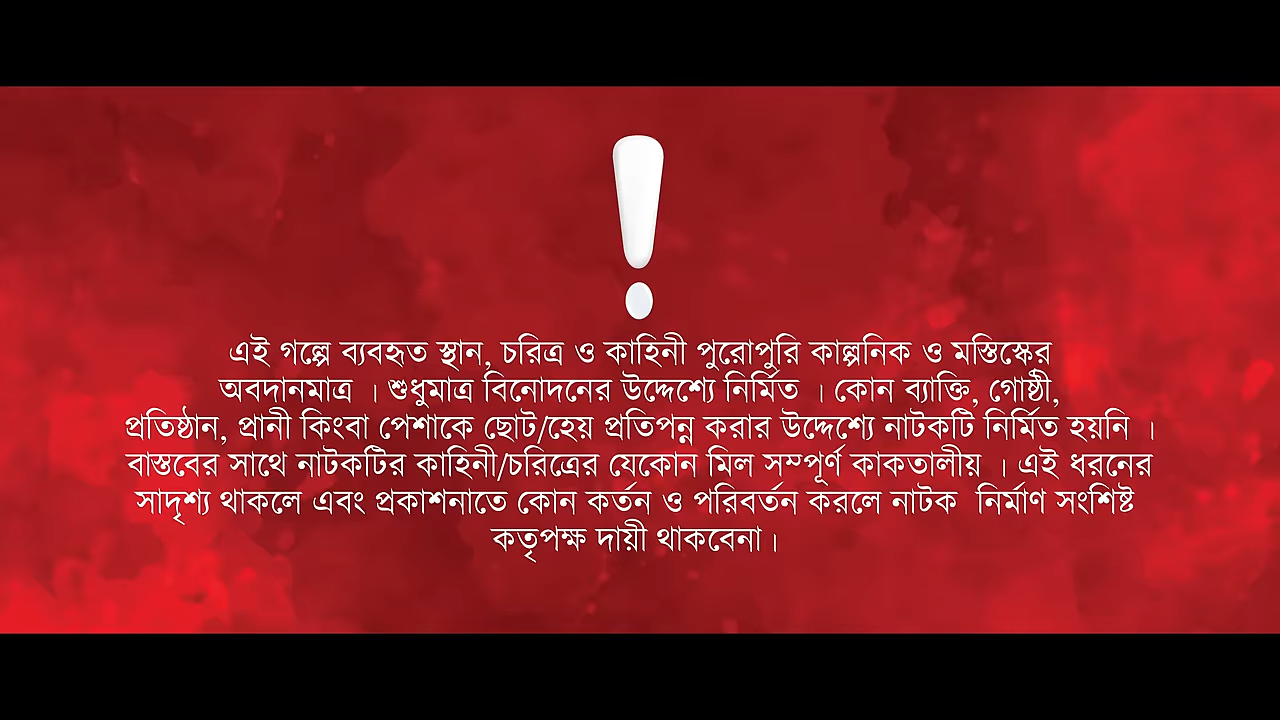 এই গল্পে ব্যবহৃত স্থান, চরিত্র ও কাহিনী পুরোপুরি কাল্পনিক ও মস্তিস্কের
অবদানমাত্র । শুধুমাত্র বিনোদনের উদ্দেশ্যে নির্মিত । কোন ব্যাক্তি, গোষ্ঠী,
প্রতিষ্ঠান, প্রানী কিংবা পেশাকে ছোট/হেয় প্রতিপন্ন করার উদ্দেশ্যে নাটকটি নির্মিত হয়নি ।
বাস্তবের সাথে নাটকটির কাহিনী/চরিত্রের যেকোন মিল সম্পূর্ণ কাকতালীয় । এই ধরনের
সাদৃশ্য থাকলে এবং প্রকাশনাতে কোন কর্তন ও পরিবর্তন করলে নাটক নির্মাণ সংশিষ্ট
কতৃপক্ষ দায়ী থাকবেনা।